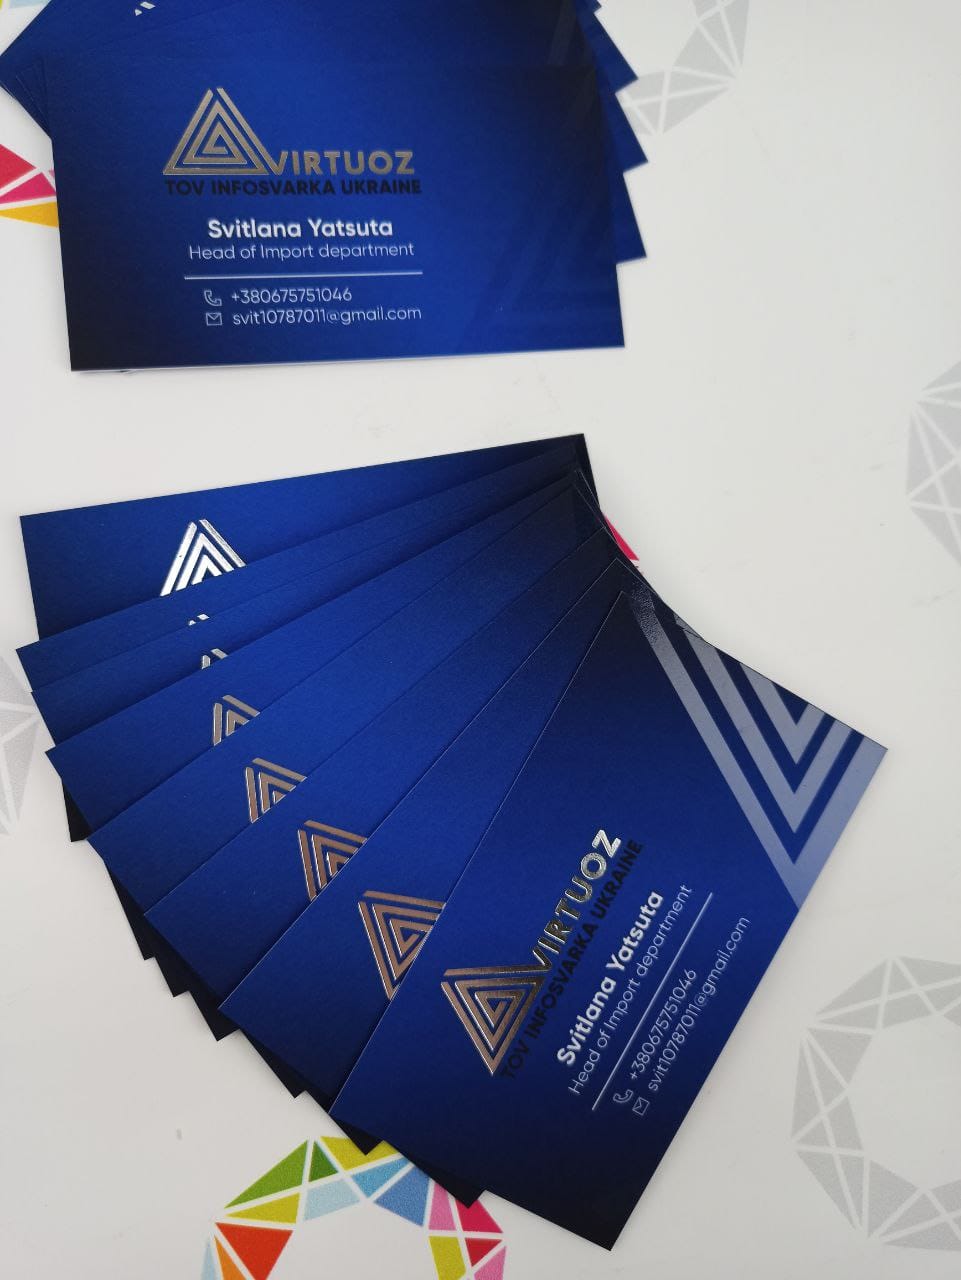 VIRTUOZ
TOV INFOSVARKA UKRAINE
Svitlana Yatsuta
Head of Import department
+380675751046
svit10787011@gmail.com
VIRTUOZ
TOV INFOSVARKA UKRAINE
Svitlana Yatsuta
Head of Import department
+380675751046
svit10787011@gmail.com